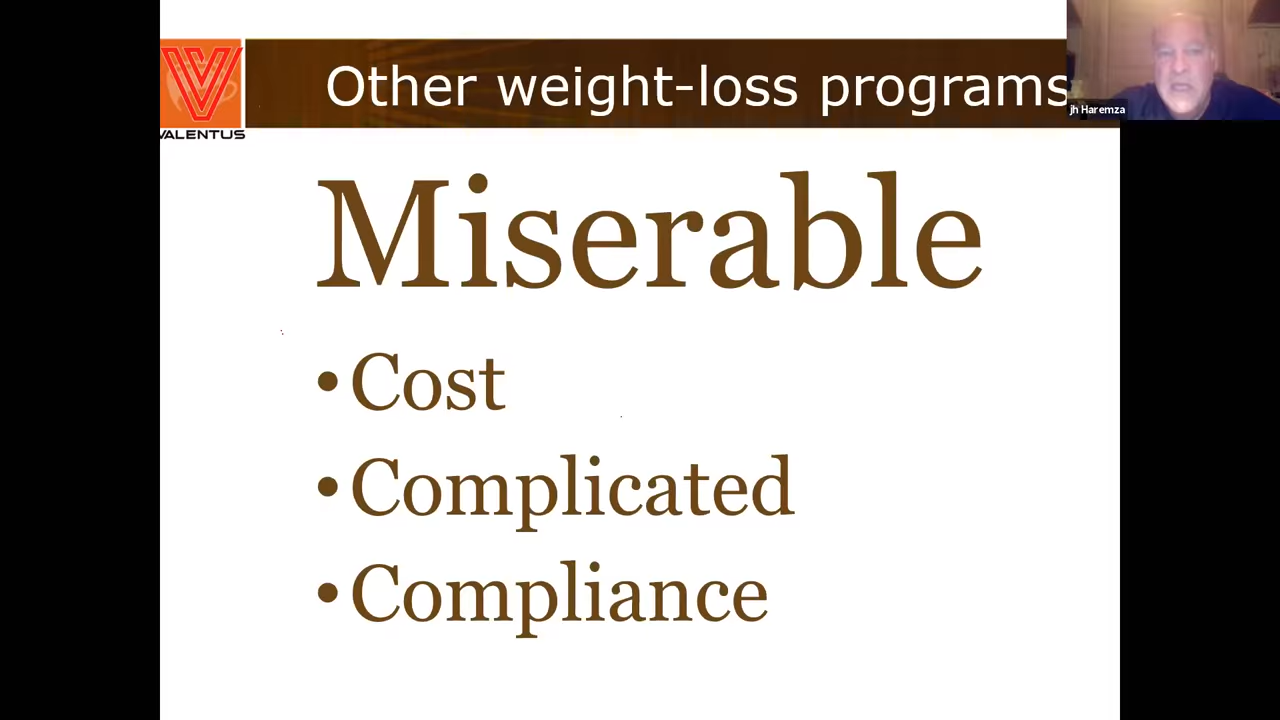 Other weight-loss programs
jh Haremza
VALENTUS
Miserable
•Cost
•Complicated
•Compliance